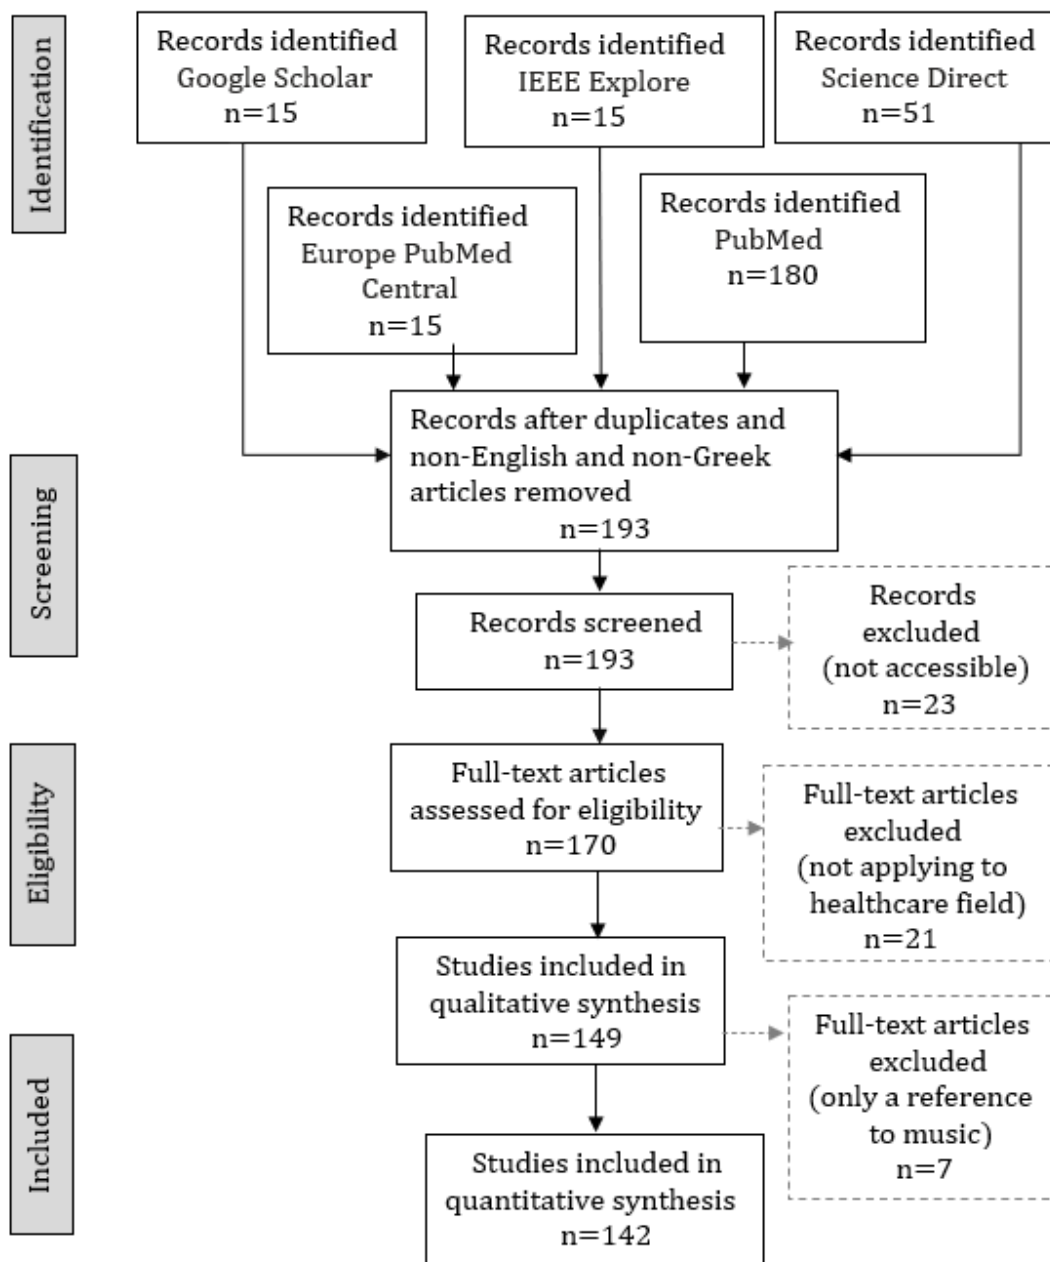 Identification
Records identified
Google Scholar
n=15
Records identified
IEEE Explore
n=15
Records identified
Science Direct
n=51
Records identified
Europe PubMed
Central
n=15
Records identified
PubMed
n=180
Records after duplicates and
non-English and non-Greek
articles removed
n=193
Screening
Records screened
n=193
Records
excluded
(not accessible)
n=23
Eligibility
Full-text articles
assessed for eligibility
n=170
Full-text articles
excluded
(not applying to
healthcare field)
n=21
Studies included in
qualitative synthesis
n=149
Full-text articles
excluded
(only a reference
to music)
n=7
Included
Studies included in
quantitative synthesis
n=142